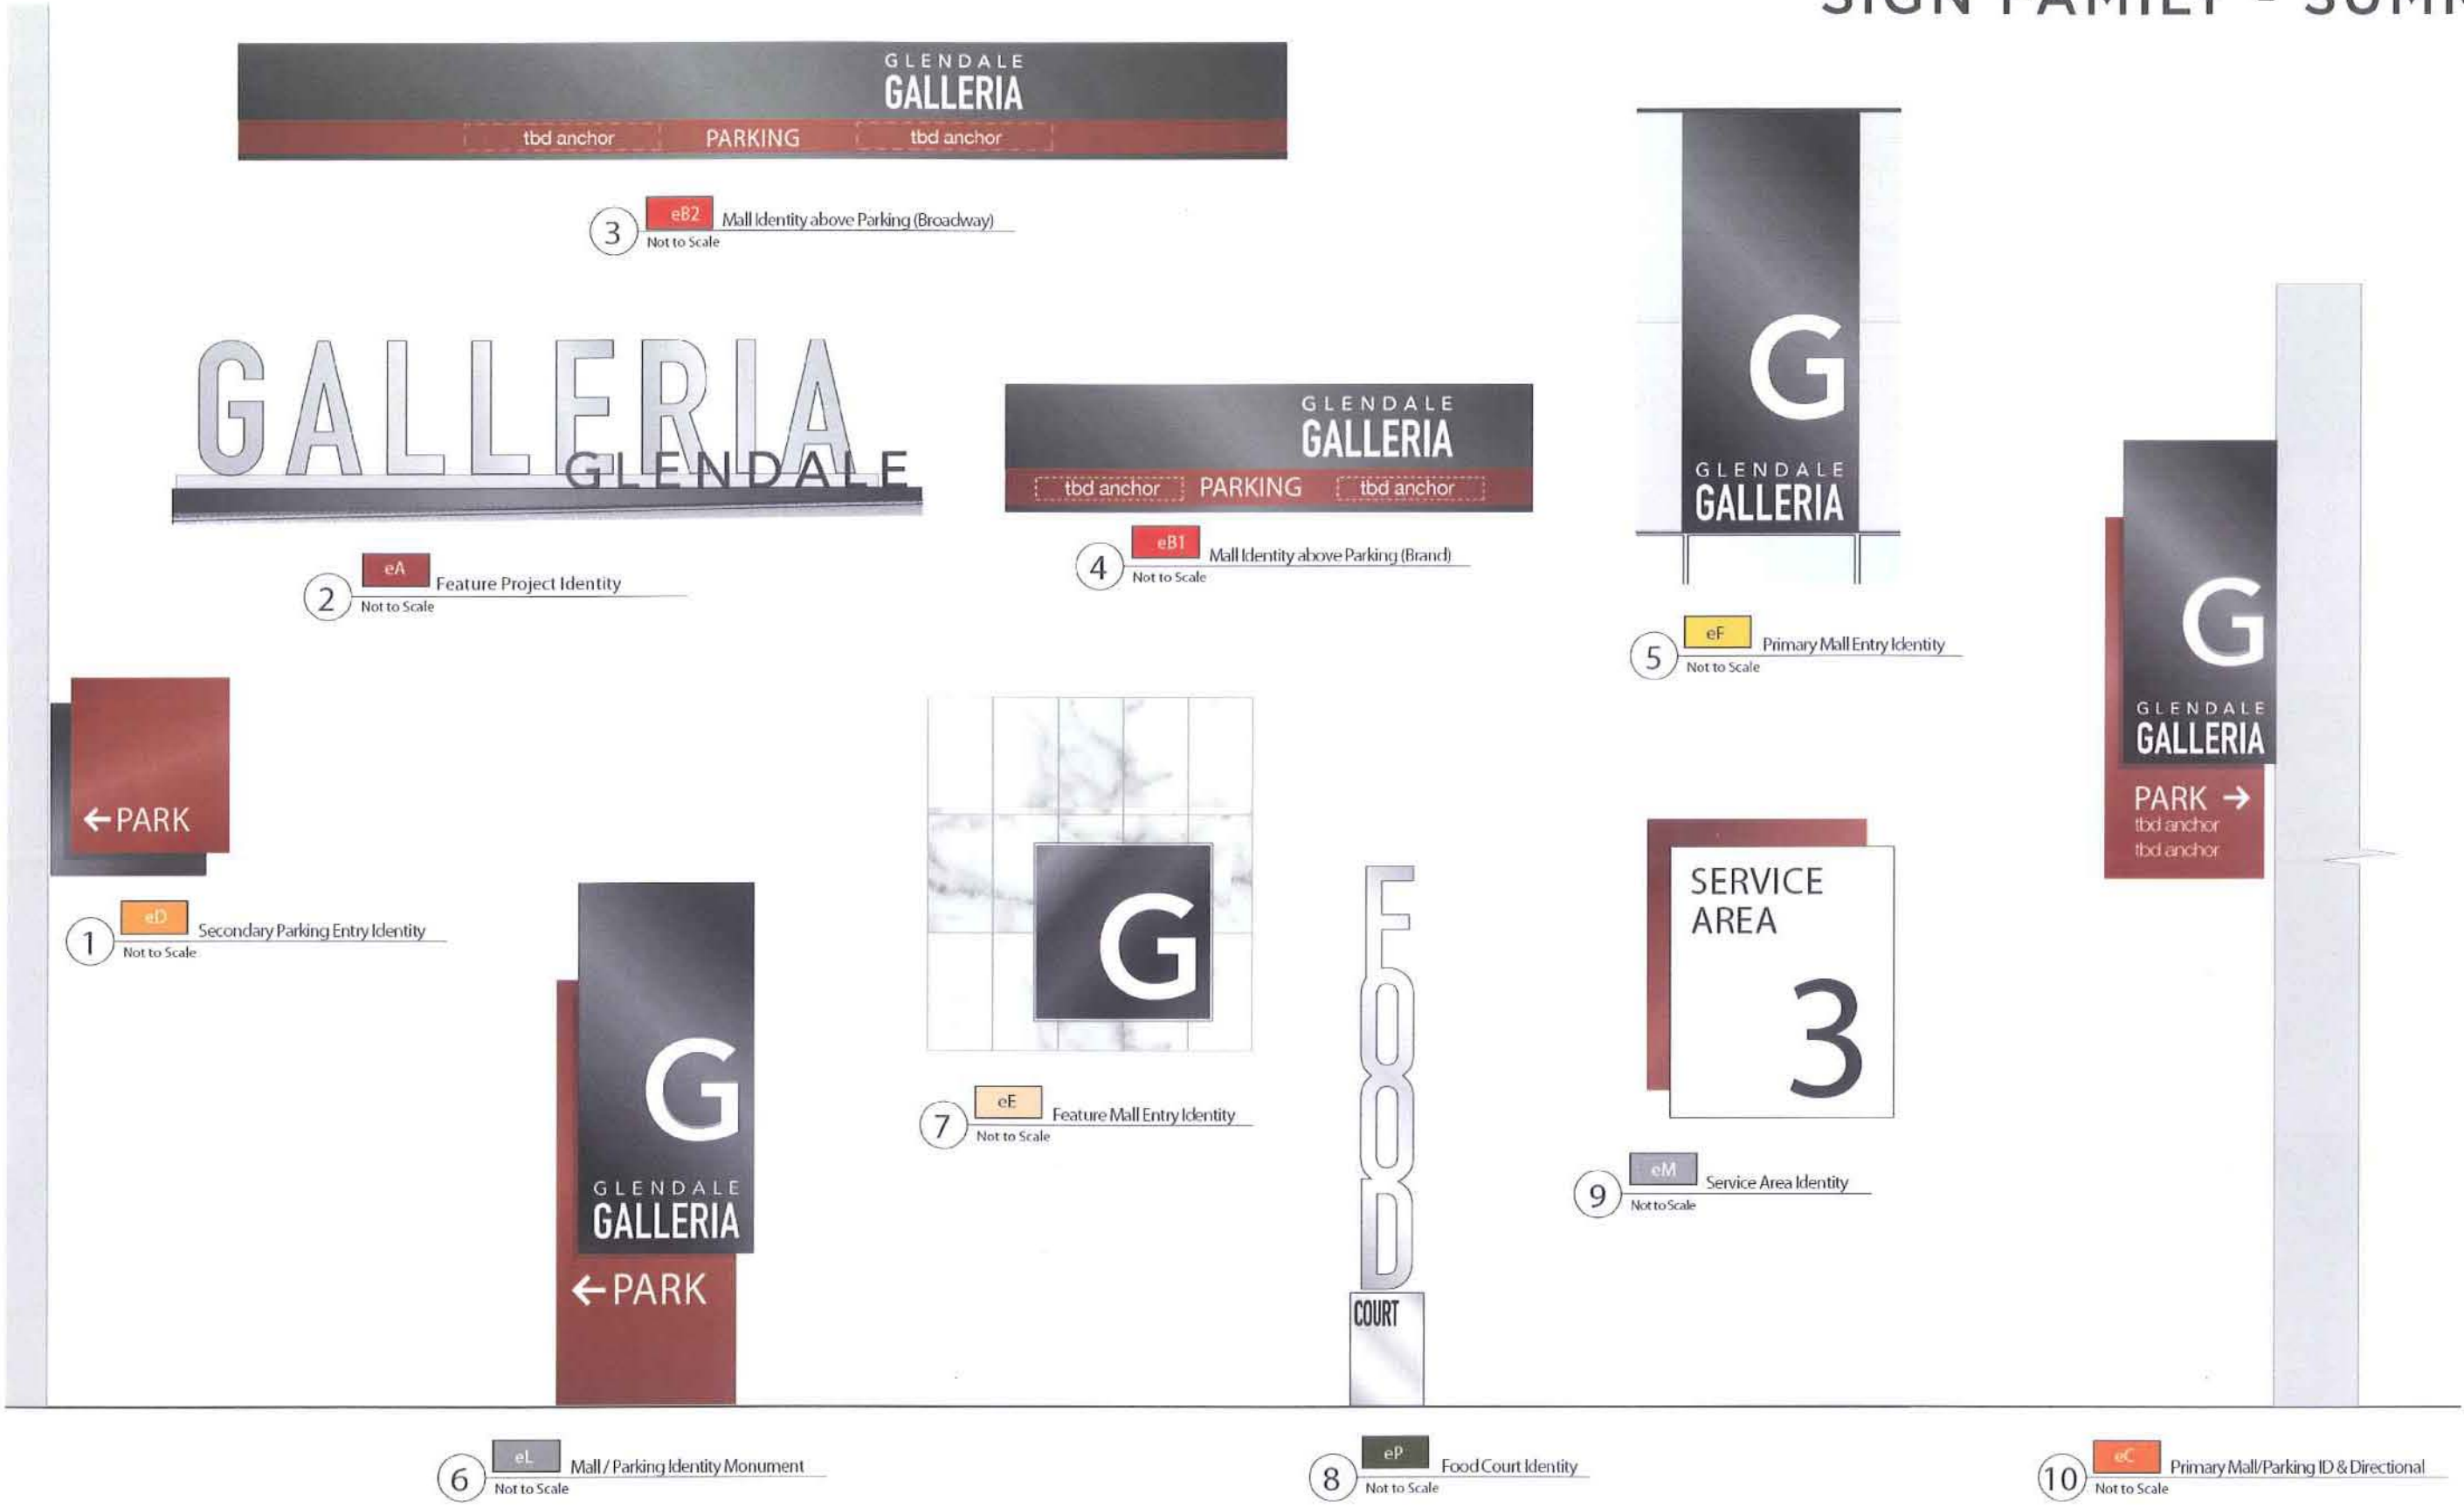 SIGN FAMILY - SUMM
GLENDALE
GALLERIA
tbd anchor PARKING tbd anchor
3
eB2
Mall Identity above Parking (Broadway)
Not to Scale
GALLERIA
GLENDALE
2
eA
Feature Project Identity
Not to Scale
GLENDALE
GALLERIA
tbd anchor PARKING tbd anchor
4
eB1
Mall Identity above Parking (Brand)
Not to Scale
G
GLENDALE
GALLERIA
5
eF
Primary Mall Entry Identity
Not to Scale
←PARK
1
eD
Secondary Parking Entry Identity
Not to Scale
G
GLENDALE
GALLERIA
←PARK
6
eL
Mall / Parking Identity Monument
Not to Scale
G
7
eE
Feature Mall Entry Identity
Not to Scale
FOOD
COURT
8
eP
Food Court Identity
Not to Scale
SERVICE
AREA
3
9
eM
Service Area Identity
Not to Scale
G
GLENDALE
GALLERIA
PARK →
tbd anchor
tbd anchor
10
eC
Primary Mall/Parking ID & Directional
Not to Scale